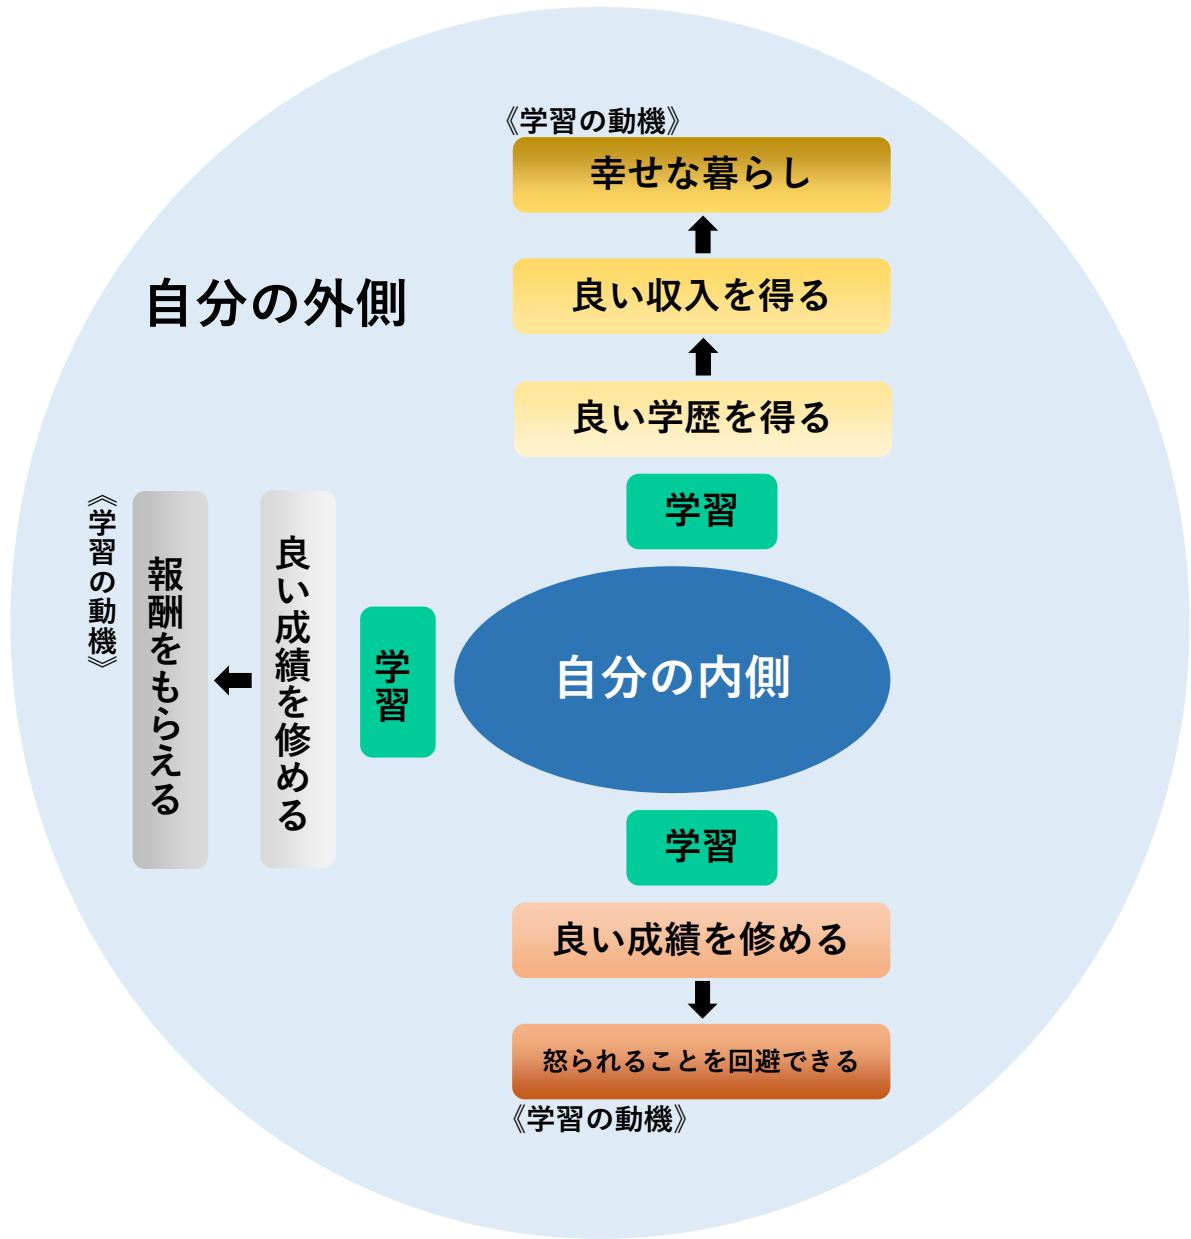 《学習の動機》
幸せな暮らし
良い収入を得る
自分の外側
良い学歴を得る
学習
《学習の動機》
報酬をもらえる
良い成績を修める
学習
自分の内側
学習
良い成績を修める
怒られることを回避できる
《学習の動機》